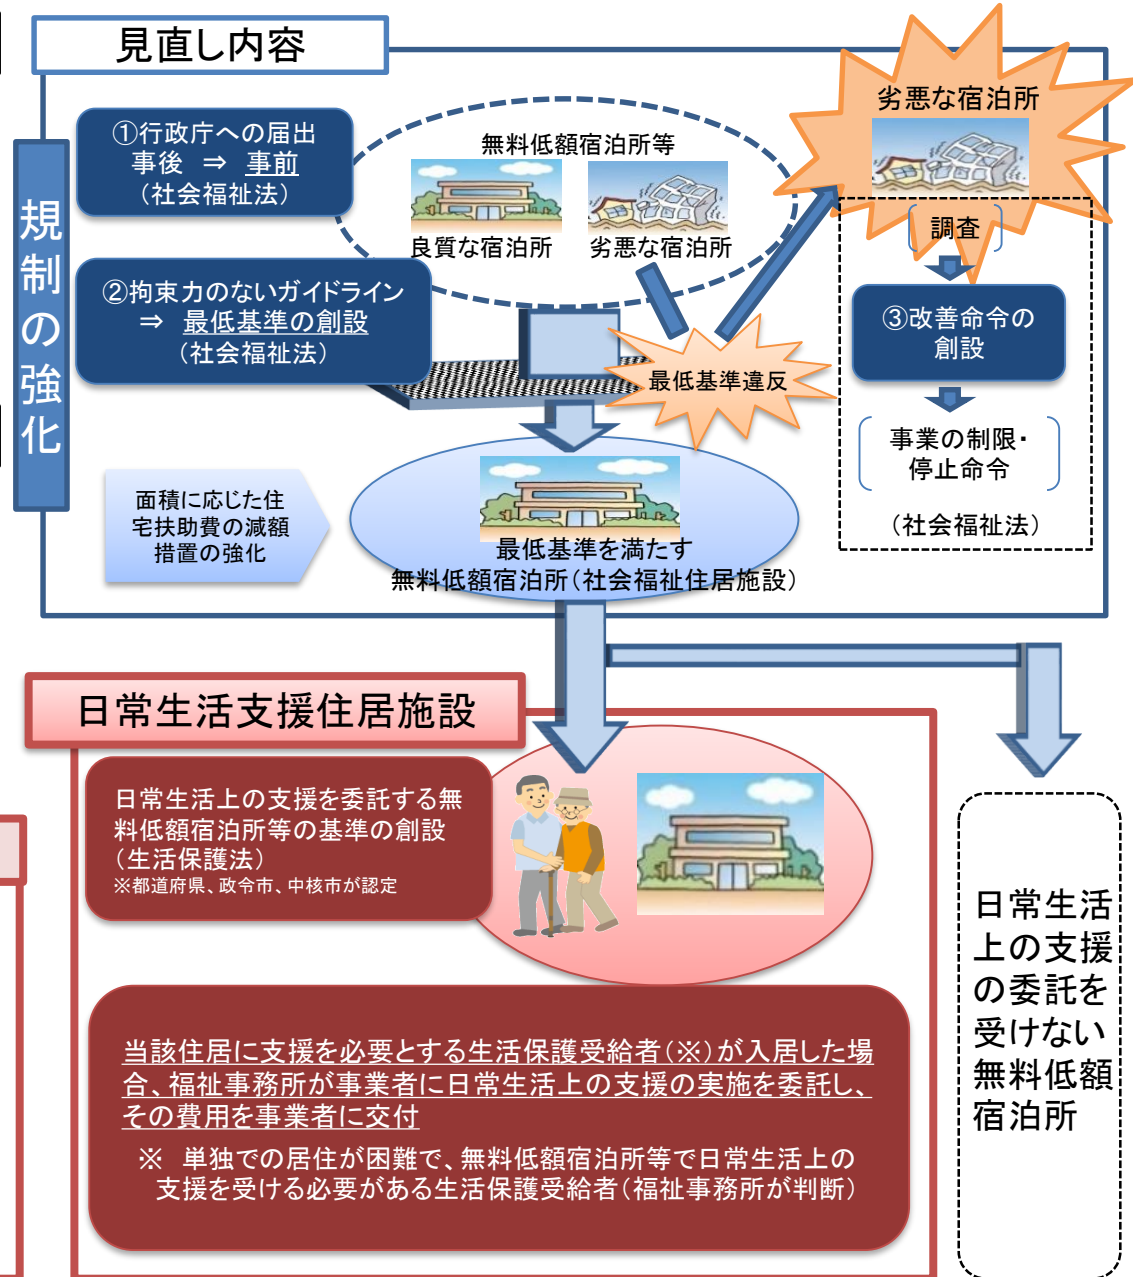 見直し内容
規制の強化
①行政庁への届出
事後 ⇒ 事前
(社会福祉法)
無料低額宿泊所等
良質な宿泊所
劣悪な宿泊所
劣悪な宿泊所
調査
②拘束力のないガイドライン
⇒ 最低基準の創設
(社会福祉法)
③改善命令の
創設
最低基準違反
事業の制限・
停止命令
(社会福祉法)
面積に応じた住
宅扶助費の減額
措置の強化
最低基準を満たす
無料低額宿泊所(社会福祉住居施設)
日常生活支援住居施設
日常生活上の支援を委託する無
料低額宿泊所等の基準の創設
(生活保護法)
※都道府県、政令市、中核市が認定
当該住居に支援を必要とする生活保護受給者(※)が入居した場
合、福祉事務所が事業者に日常生活上の支援の実施を委託し、
その費用を事業者に交付
※ 単独での居住が困難で、無料低額宿泊所等で日常生活上の
支援を受ける必要がある生活保護受給者(福祉事務所が判断)
日常生活
上の支援
の委託を
受けない
無料低額
宿泊所